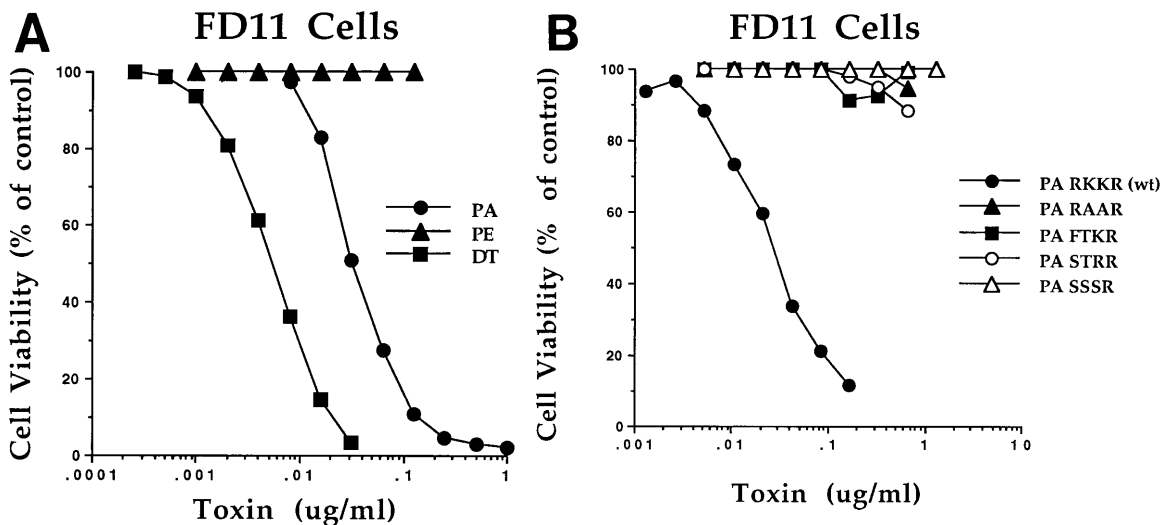 A
FD11 Cells
Cell Viability (% of control)
100
80
60
40
20
0
.0001
.001
.01
.1
1
Toxin (ug/ml)
PA
PE
DT
B
FD11 Cells
Cell Viability (% of control)
100
80
60
40
20
0
.001
.01
.1
1
10
Toxin (ug/ml)
PA RKKR (wt)
PA RAAR
PA FTKR
PA STRR
PA SSSR